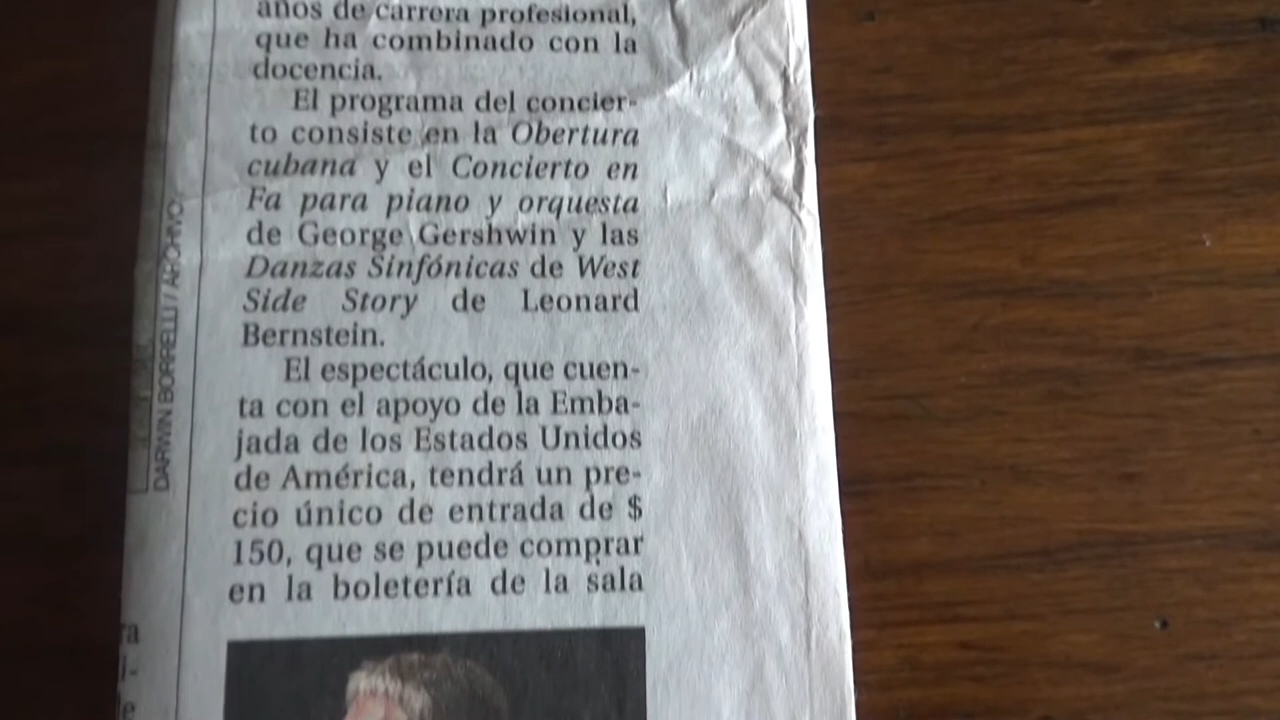 años de carrera profesional,
que ha combinado con la
docencia.
El programa del concier-
to consiste en la Obertura
cubana y el Concierto en
Fa para piano y orquesta
de George Gershwin y las
Danzas Sinfónicas de West
Side Story de Leonard
Bernstein.
El espectáculo, que cuen-
ta con el apoyo de la Emba-
jada de los Estados Unidos
de América, tendrá un pre-
cio único de entrada de $
150, que se puede comprar
en la boletería de la sala
DARWIN BORRELLI / ARCHIVO